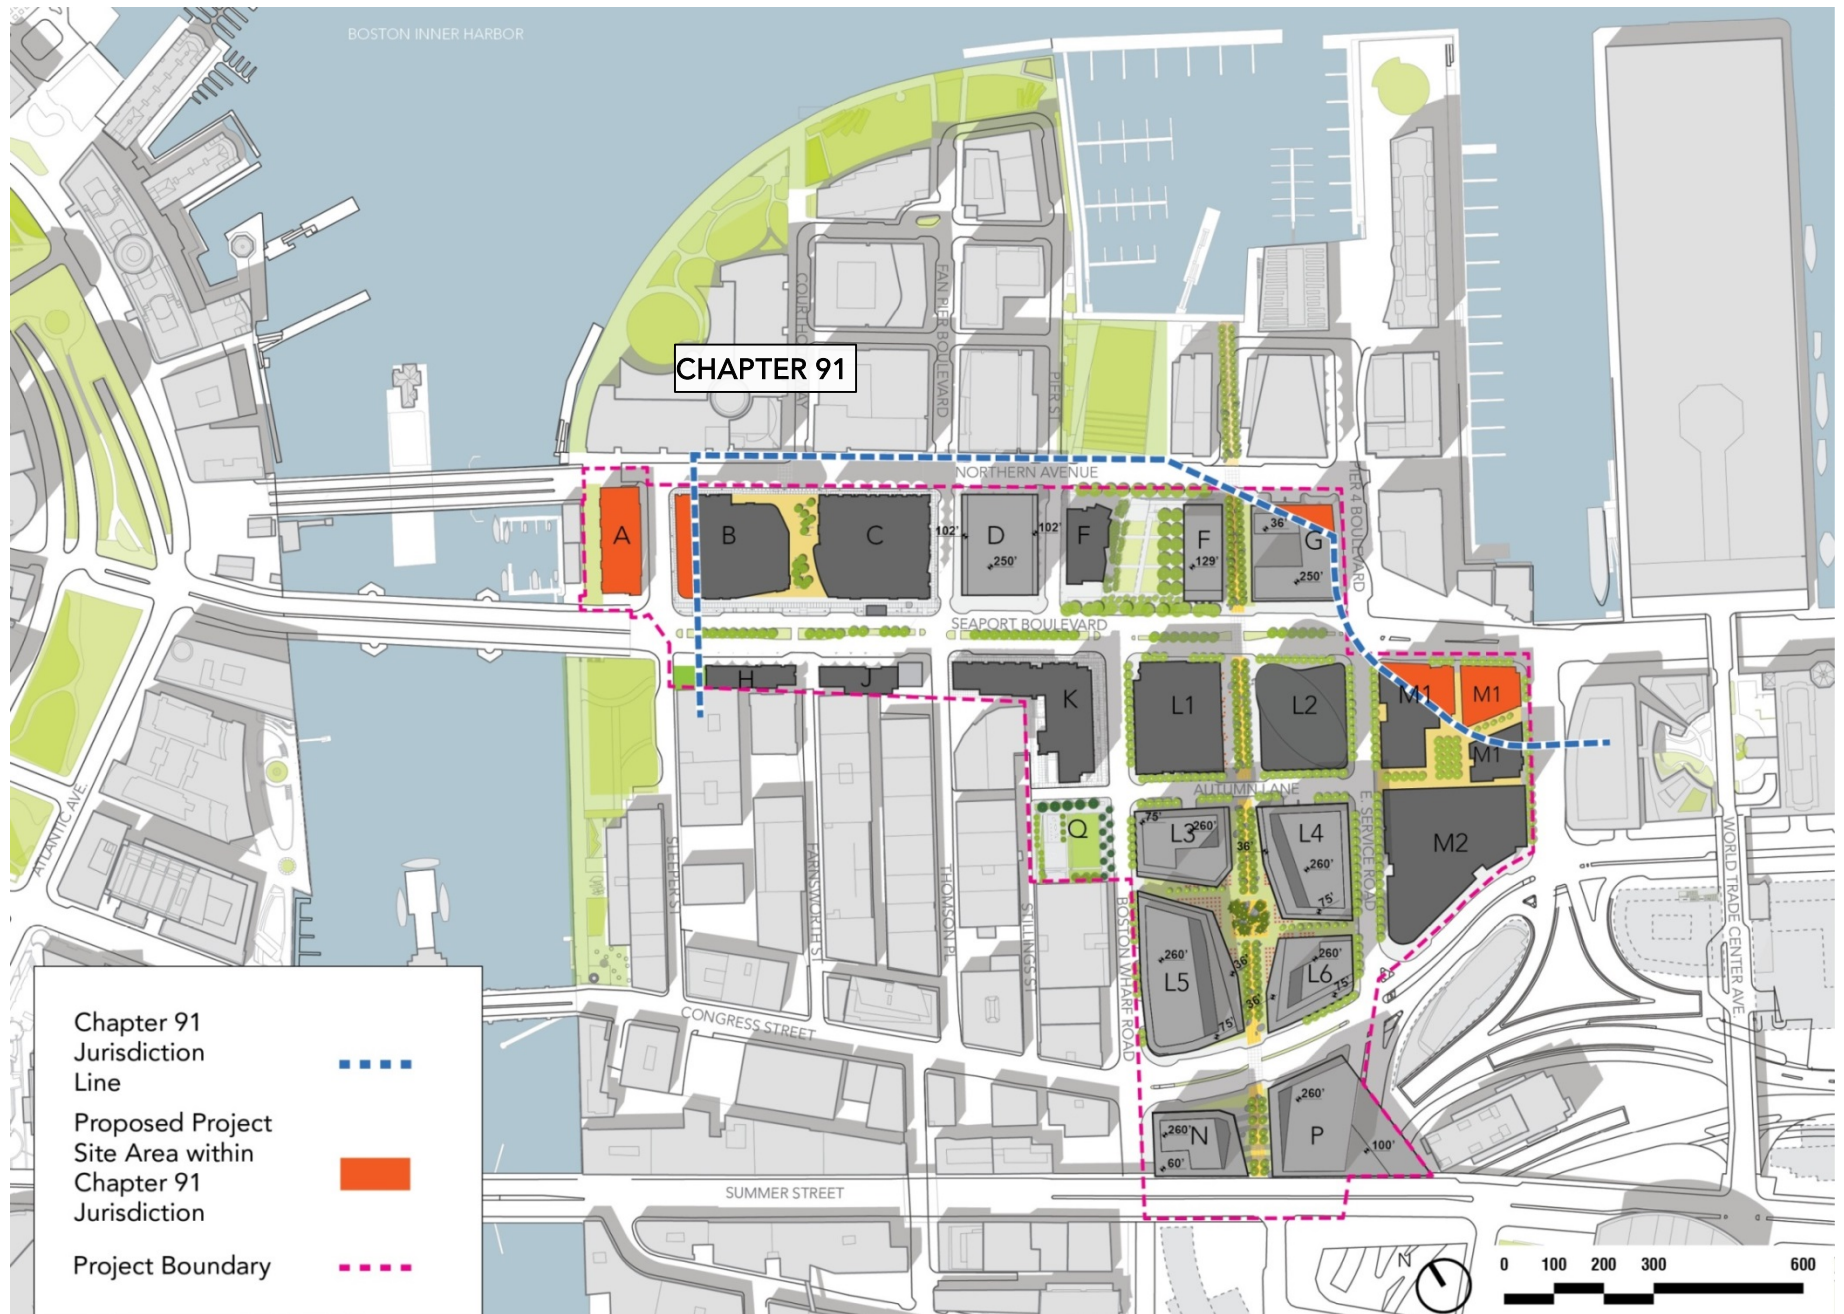 BOSTON INNER HARBOR
COURTHOUSE WAY
FAN PIER BOULEVARD
CHAPTER 91
PIER ST.
NORTHERN AVENUE
PIER 4 BOULEVARD
A
B
C
102'
D
250'
102'
F
F
129'
36'
G
250'
SEAPORT BOULEVARD
H
J
K
L1
L2
M1
M1
M1
AUTUMN LANE
ATLANTIC AVE.
SLEEPER ST
FARNSWORTH ST
THOMSON PL
STILLINGS ST
Q
BOSTON WHARF ROAD
75'
L3
260'
36'
L4
260'
75'
E. SERVICE ROAD
M2
WORLD TRADE CENTER AVE.
260'
L5
36'
75'
36'
260'
L6
75'
CONGRESS STREET
260'
N
60'
260'
P
100'
SUMMER STREET
Chapter 91
Jurisdiction
Line
Proposed Project
Site Area within
Chapter 91
Jurisdiction
Project Boundary
N
0 100 200 300 600